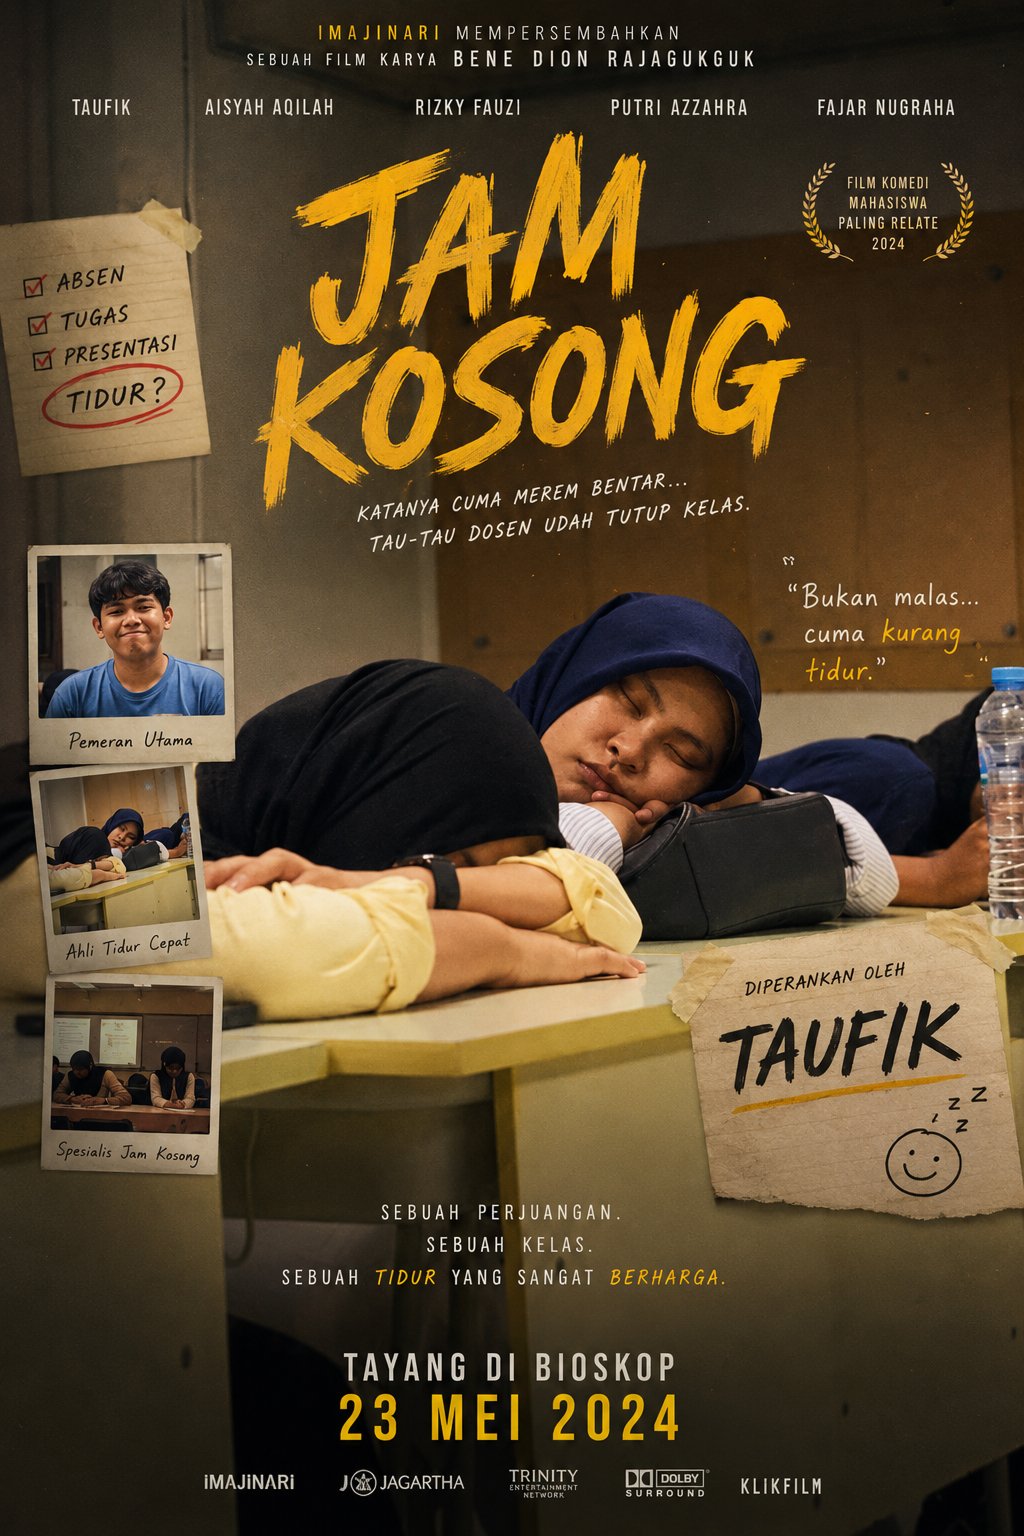 IMAJINARI MEMPERSEMBAHKAN
SEBUAH FILM KARYA BENE DION RAJAGUKGUK
TAUFIK AISYAH AQILAH RIZKY FAUZI PUTRI AZZAHRA FAJAR NUGRAHA
JAM
KOSONG
FILM KOMEDI
MAHASISWA
PALING RELATE
2024
ABSEN
TUGAS
PRESENTASI
TIDUR?
KATANYA CUMA MEREM BENTAR...
TAU-TAU DOSEN UDAH TUTUP KELAS.
“Bukan malas...
cuma kurang
tidur.”
Pemeran Utama
Ahli Tidur Cepat
Spesialis Jam Kosong
DIPERANKAN OLEH
TAUFIK
z z
z
SEBUAH PERJUANGAN.
SEBUAH KELAS.
SEBUAH TIDUR YANG SANGAT BERHARGA.
TAYANG DI BIOSKOP
23 MEI 2024
iMAJiNARi
JAGARTHA
TRINITY
ENTERTAINMENT
NETWORK
DOLBY
SURROUND
KLIKFILM